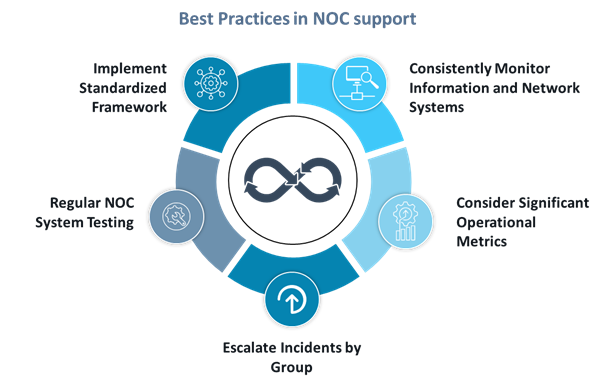 Best Practices in NOC support
Implement
Standardized
Framework
Consistently Monitor
Information and Network
Systems
Regular NOC
System Testing
Consider Significant
Operational
Metrics
Escalate Incidents by
Group